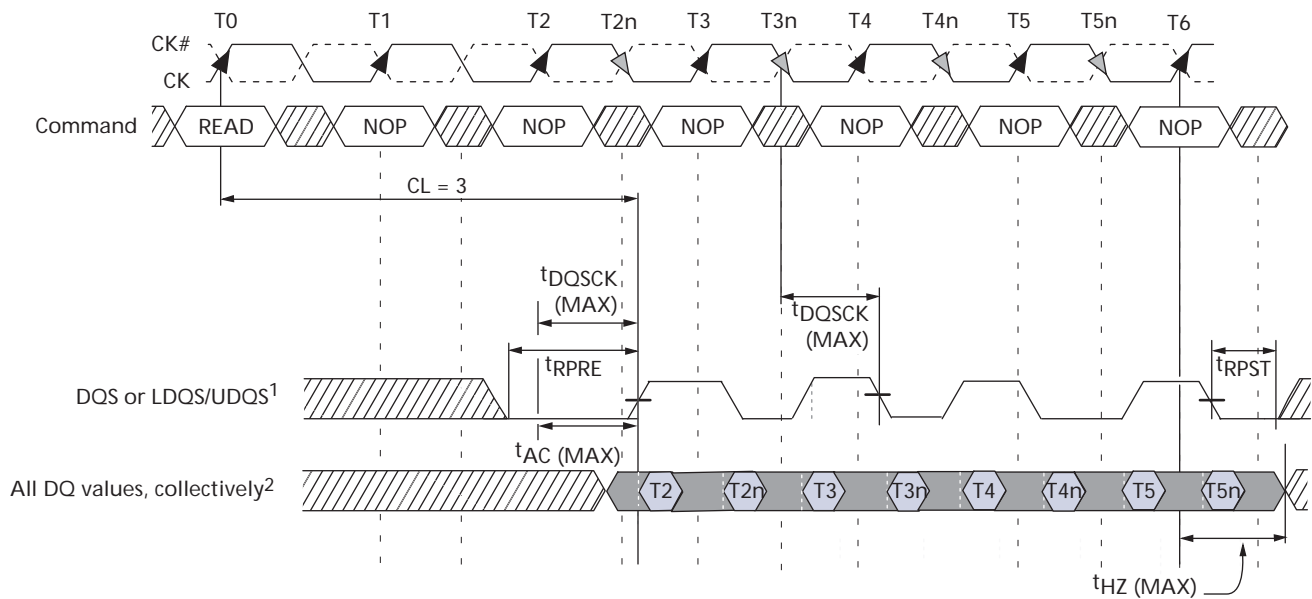 T0 T1 T2 T2n T3 T3n T4 T4n T5 T5n T6
CK#
CK
Command READ NOP NOP NOP NOP NOP NOP
CL = 3
tDQSCK
(MAX)
tDQSCK
(MAX)
tRPRE
tRPST
DQS or LDQS/UDQS1
tAC (MAX)
All DQ values, collectively2 T2 T2n T3 T3n T4 T4n T5 T5n
tHZ (MAX)